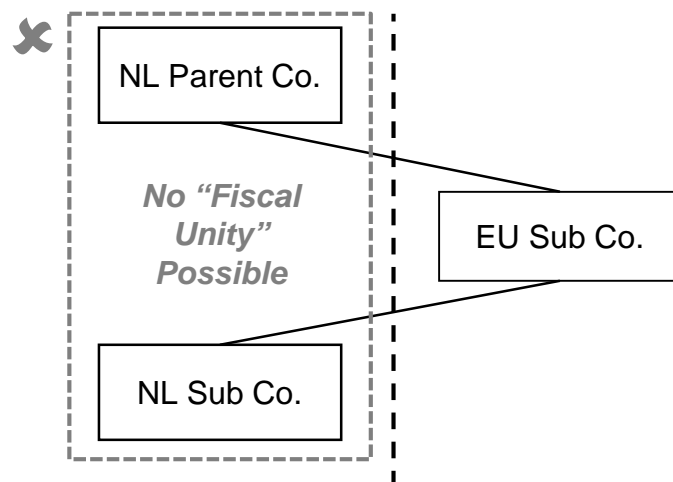 NL Parent Co.
No “Fiscal
Unity”
Possible
EU Sub Co.
NL Sub Co.